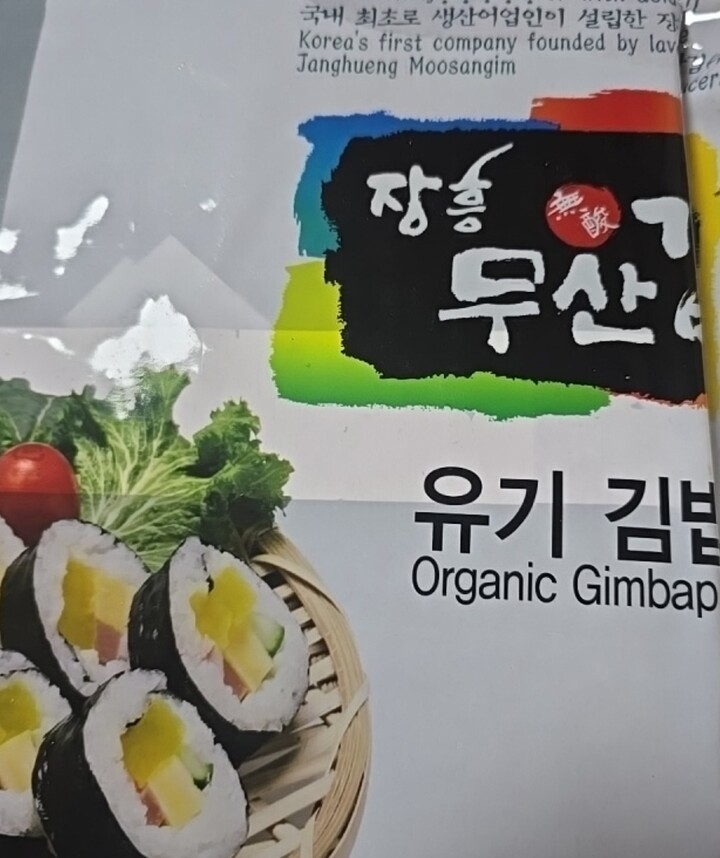 국내 최초로 생산어업인이 설립한
Korea's first company founded by
Janghueng Moosangim
장흥 無酸
무산
유기 김밥
Organic Gimbap